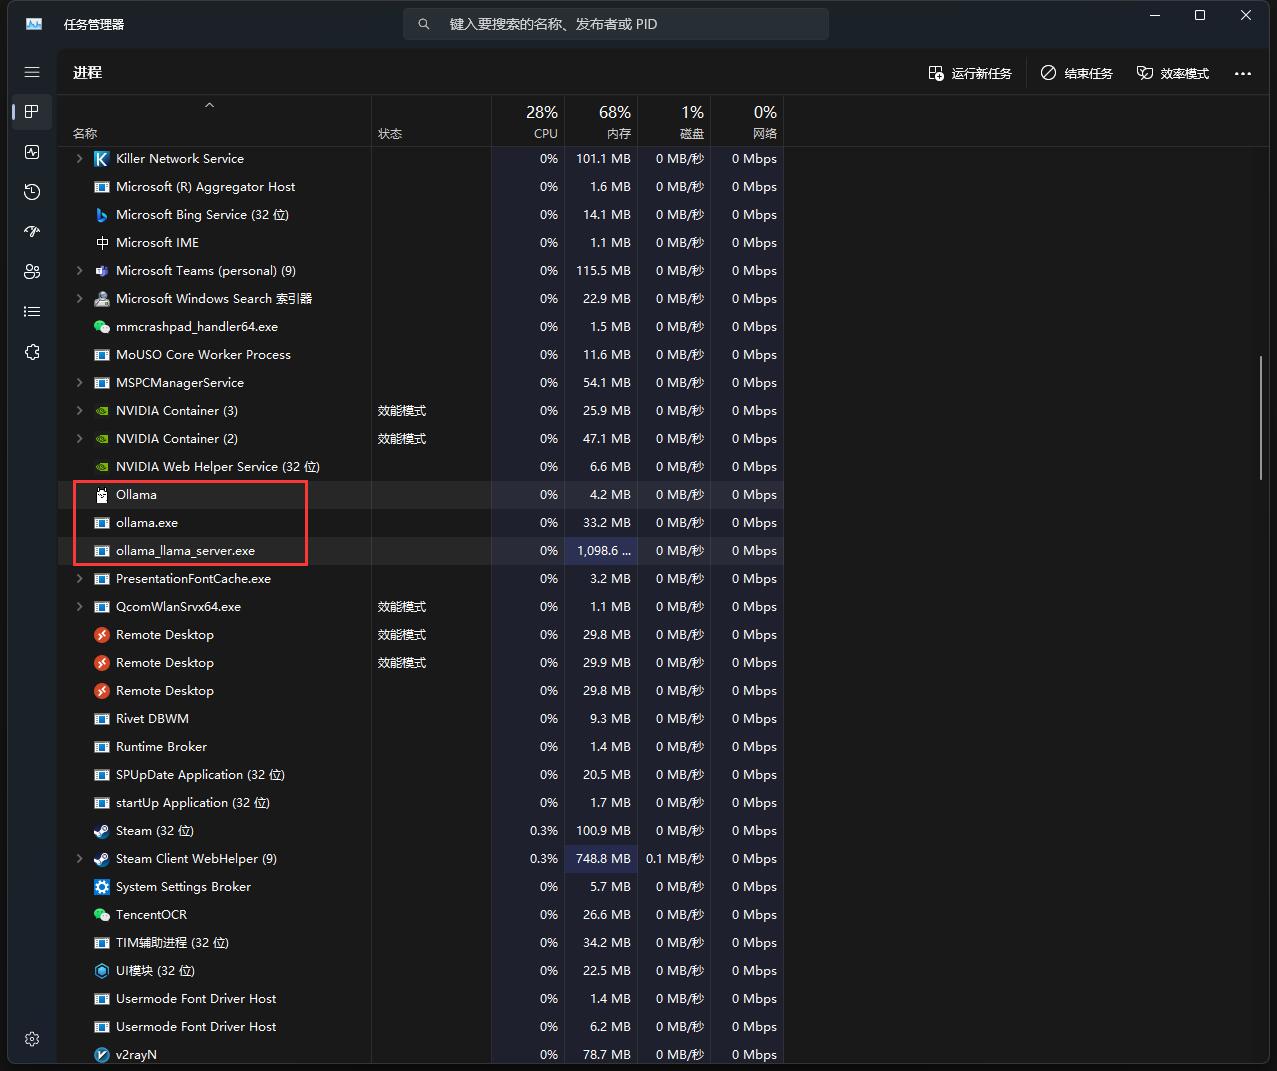 任务管理器
键入要搜索的名称、发布者或 PID
进程
运行新任务 结束任务 效率模式
28% 68% 1% 0%
名称 状态 CPU 内存 磁盘 网络
Killer Network Service 0% 101.1 MB 0 MB/秒 0 Mbps
Microsoft (R) Aggregator Host 0% 1.6 MB 0 MB/秒 0 Mbps
Microsoft Bing Service (32 位) 0% 14.1 MB 0 MB/秒 0 Mbps
中 Microsoft IME 0% 1.1 MB 0 MB/秒 0 Mbps
Microsoft Teams (personal) (9) 0% 115.5 MB 0 MB/秒 0 Mbps
Microsoft Windows Search 索引器 0% 22.9 MB 0 MB/秒 0 Mbps
mmcrashpad_handler64.exe 0% 1.5 MB 0 MB/秒 0 Mbps
MoUSO Core Worker Process 0% 11.6 MB 0 MB/秒 0 Mbps
MSPCManagerService 0% 54.1 MB 0 MB/秒 0 Mbps
NVIDIA Container (3) 效能模式 0% 25.9 MB 0 MB/秒 0 Mbps
NVIDIA Container (2) 效能模式 0% 47.1 MB 0 MB/秒 0 Mbps
NVIDIA Web Helper Service (32 位) 0% 6.6 MB 0 MB/秒 0 Mbps
Ollama 0% 4.2 MB 0 MB/秒 0 Mbps
ollama.exe 0% 33.2 MB 0 MB/秒 0 Mbps
ollama_llama_server.exe 0% 1,098.6 ... 0 MB/秒 0 Mbps
PresentationFontCache.exe 0% 3.2 MB 0 MB/秒 0 Mbps
QcomWlanSrvx64.exe 效能模式 0% 1.1 MB 0 MB/秒 0 Mbps
Remote Desktop 效能模式 0% 29.8 MB 0 MB/秒 0 Mbps
Remote Desktop 效能模式 0% 29.9 MB 0 MB/秒 0 Mbps
Remote Desktop 0% 29.8 MB 0 MB/秒 0 Mbps
Rivet DBWM 0% 9.3 MB 0 MB/秒 0 Mbps
Runtime Broker 0% 1.4 MB 0 MB/秒 0 Mbps
SPUpDate Application (32 位) 0% 20.5 MB 0 MB/秒 0 Mbps
startUp Application (32 位) 0% 1.7 MB 0 MB/秒 0 Mbps
Steam (32 位) 0.3% 100.9 MB 0 MB/秒 0 Mbps
Steam Client WebHelper (9) 0.3% 748.8 MB 0.1 MB/秒 0 Mbps
System Settings Broker 0% 5.7 MB 0 MB/秒 0 Mbps
TencentOCR 0% 26.6 MB 0 MB/秒 0 Mbps
TIM辅助进程 (32 位) 0% 34.2 MB 0 MB/秒 0 Mbps
UI模块 (32 位) 0% 22.5 MB 0 MB/秒 0 Mbps
Usermode Font Driver Host 0% 1.4 MB 0 MB/秒 0 Mbps
Usermode Font Driver Host 0% 6.2 MB 0 MB/秒 0 Mbps
v2rayN 0% 78.7 MB 0 MB/秒 0 Mbps